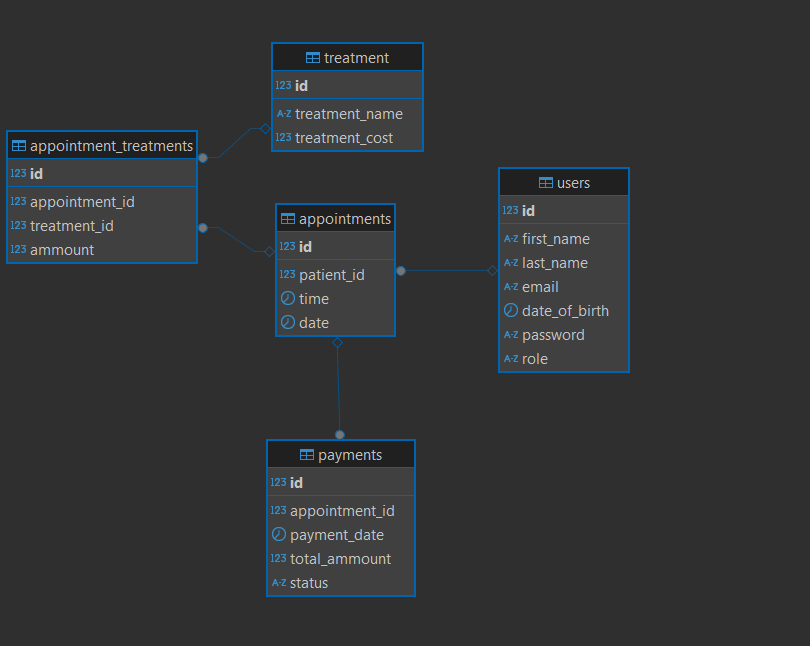 treatment
123 id
A-Z treatment_name
123 treatment_cost
appointment_treatments
123 id
123 appointment_id
123 treatment_id
123 ammount
appointments
123 id
123 patient_id
time
date
users
123 id
A-Z first_name
A-Z last_name
A-Z email
date_of_birth
A-Z password
A-Z role
payments
123 id
123 appointment_id
payment_date
123 total_ammount
A-Z status